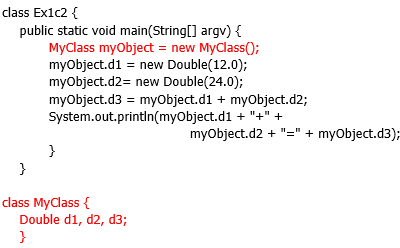 class Ex1c2 {
public static void main(String[] argv) {
MyClass myObject = new MyClass();
myObject.d1 = new Double(12.0);
myObject.d2= new Double(24.0);
myObject.d3 = myObject.d1 + myObject.d2;
System.out.println(myObject.d1 + "+" +
myObject.d2 + "=" + myObject.d3);
}
}
class MyClass {
Double d1, d2, d3;
}